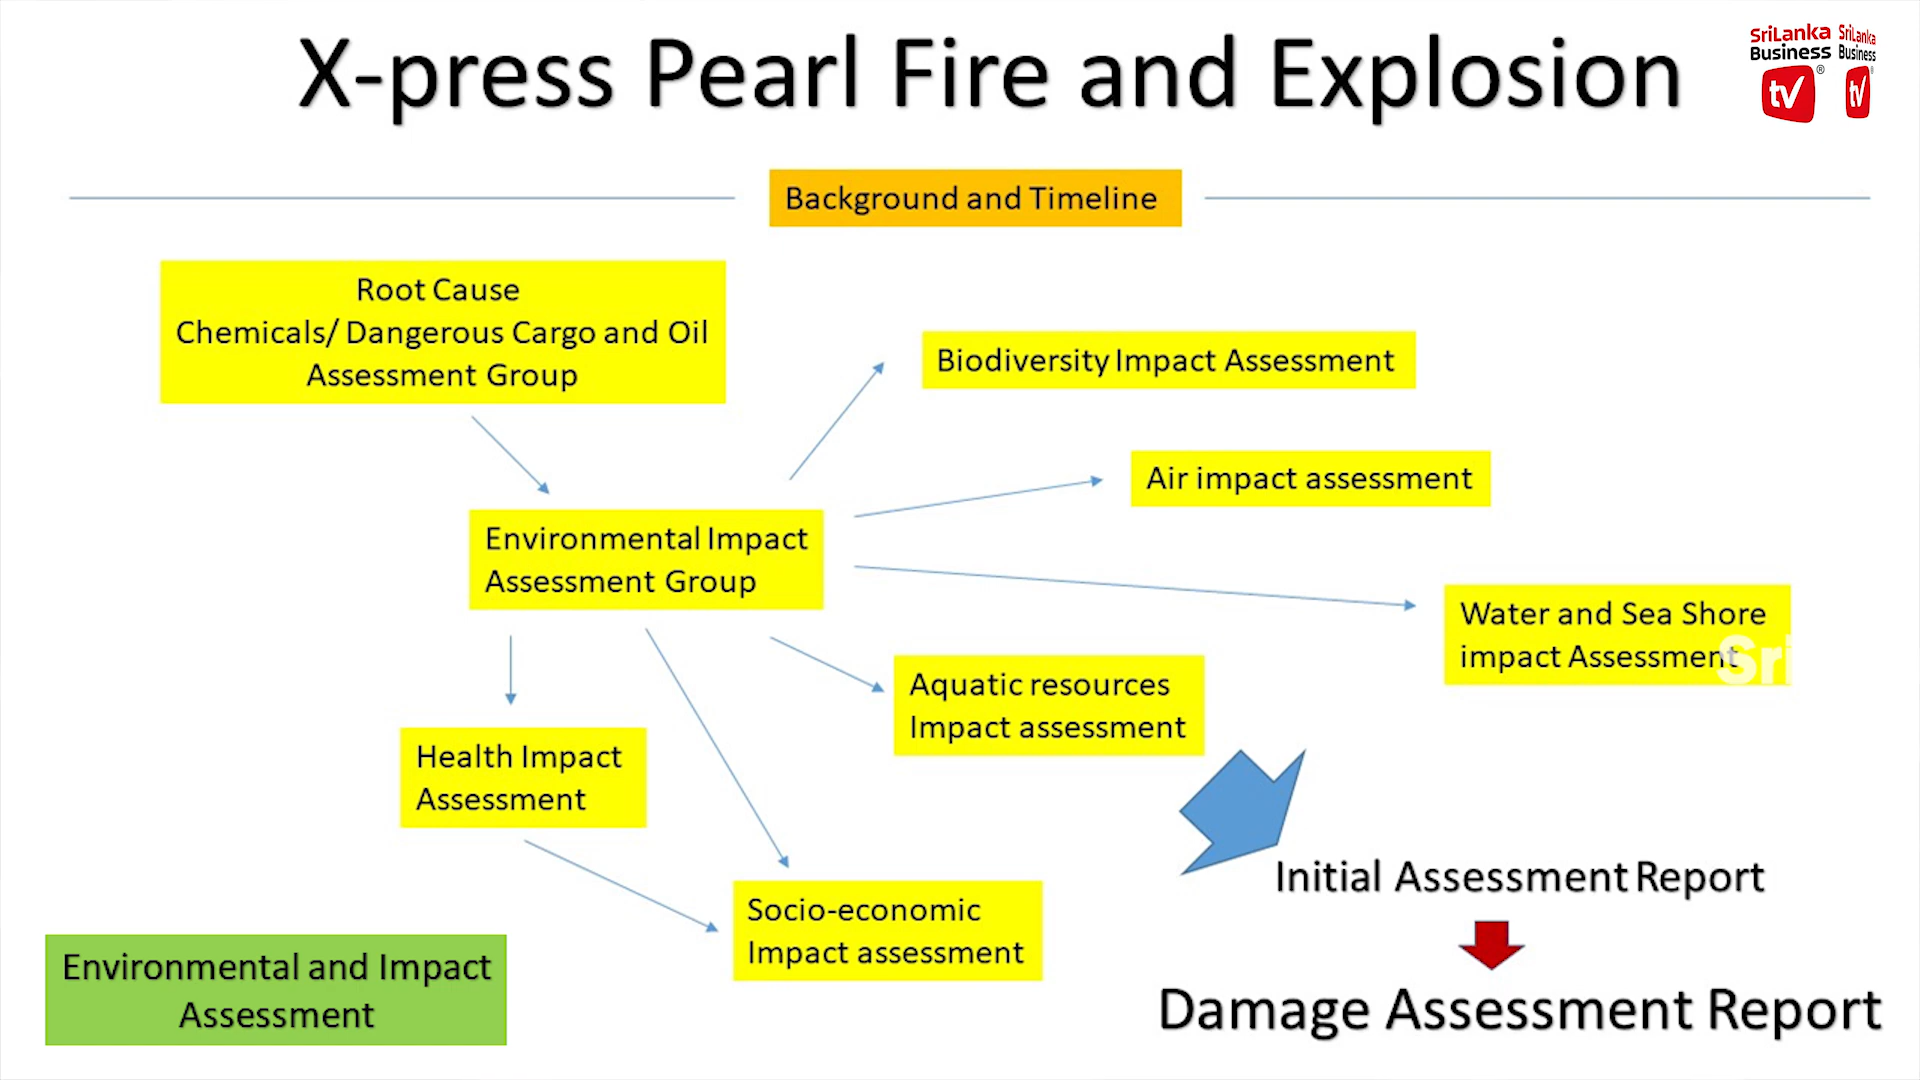 X-press Pearl Fire and Explosion
SriLanka
Business
tv
SriLanka
Business
tv
Background and Timeline
Root Cause
Chemicals/ Dangerous Cargo and Oil
Assessment Group
Biodiversity Impact Assessment
Air impact assessment
Environmental Impact
Assessment Group
Water and Sea Shore
impact Assessment
Sri
Aquatic resources
Impact assessment
Health Impact
Assessment
Initial Assessment Report
Socio-economic
Impact assessment
Environmental and Impact
Assessment
Damage Assessment Report